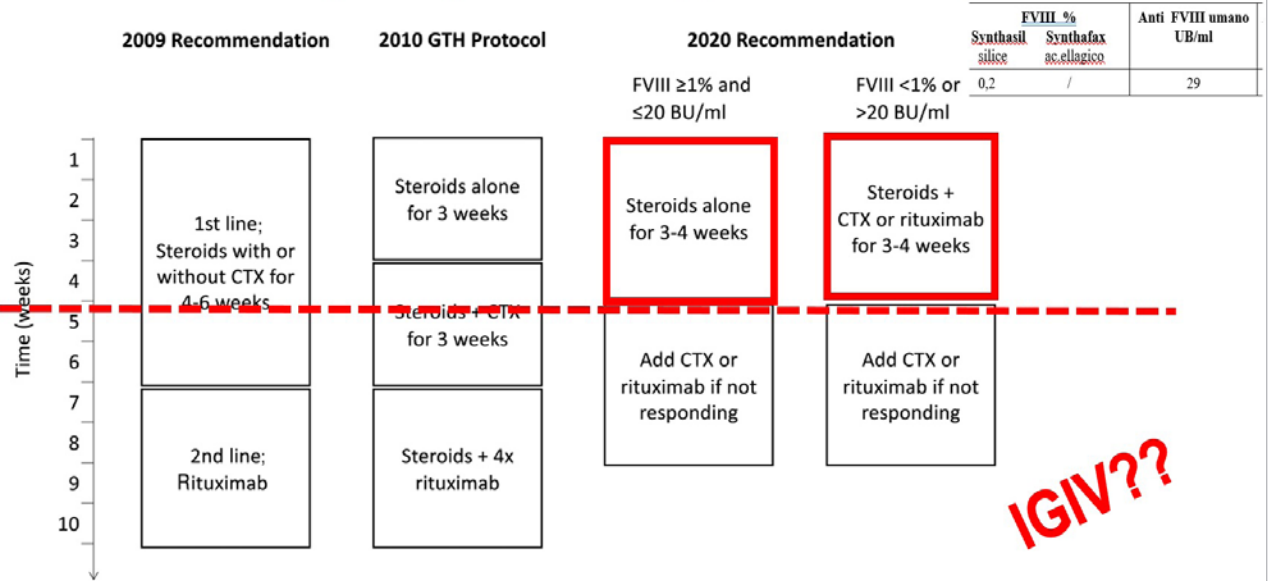 FVIII %
Anti FVIII umano
Synthasil Synthafax
UB/ml
silice ac.ellagico
0,2 / 29
2009 Recommendation
2010 GTH Protocol
2020 Recommendation
FVIII ≥1% and
≤20 BU/ml
FVIII <1% or
>20 BU/ml
Time (weeks)
1
2
3
4
5
6
7
8
9
10
1st line;
Steroids with or
without CTX for
4-6 weeks
2nd line;
Rituximab
Steroids alone
for 3 weeks
Steroids + CTX
for 3 weeks
Steroids + 4x
rituximab
Steroids alone
for 3-4 weeks
Add CTX or
rituximab if not
responding
Steroids +
CTX or rituximab
for 3-4 weeks
Add CTX or
rituximab if not
responding
IGIV??